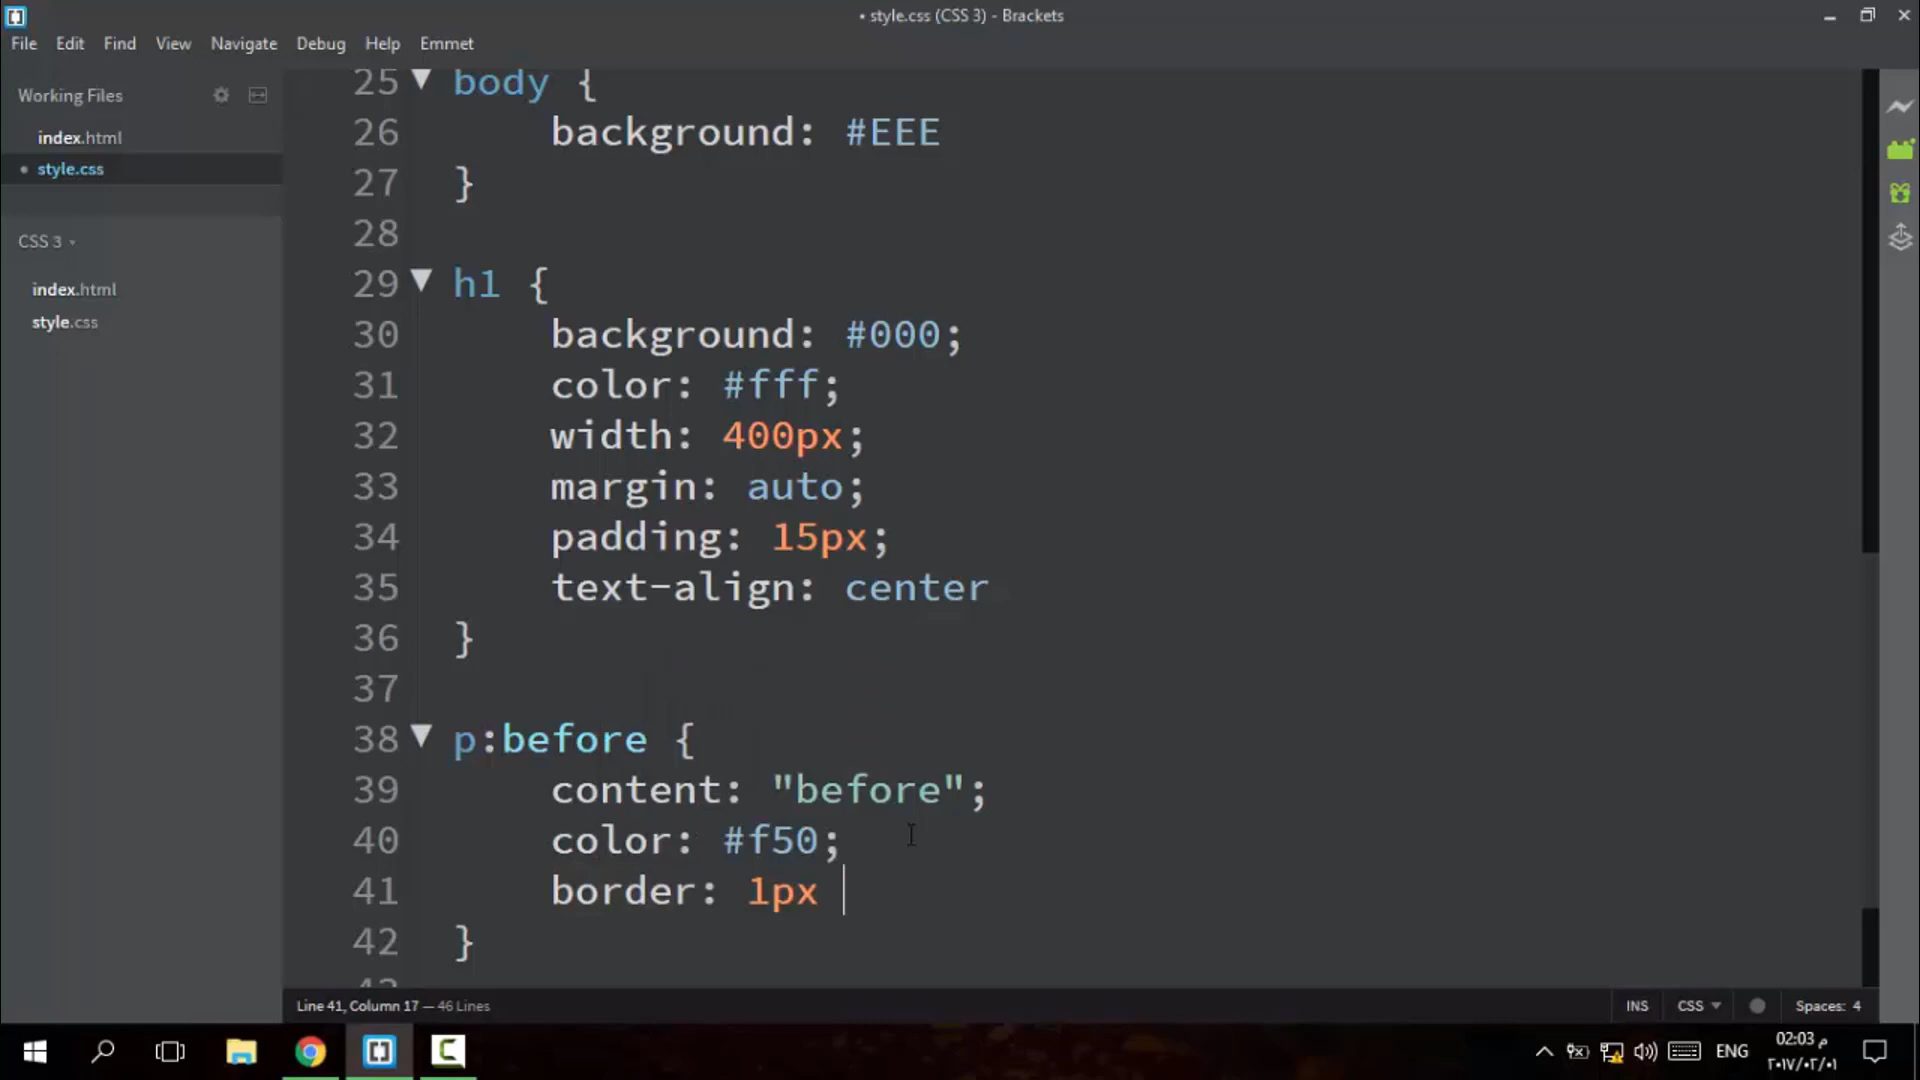 • style.css (CSS 3) - Brackets
File Edit Find View Navigate Debug Help Emmet
Working Files
index.html
• style.css
CSS 3
index.html
style.css
25 body {
26 background: #EEE
27 }
28
29 h1 {
30 background: #000;
31 color: #fff;
32 width: 400px;
33 margin: auto;
34 padding: 15px;
35 text-align: center
36 }
37
38 p:before {
39 content: "before";
40 color: #f50;
41 border: 1px
42 }
43
Line 41, Column 17 — 46 Lines
INS CSS Spaces: 4
ENG
02:03 م
٢٠١٧/٠٢/٠١